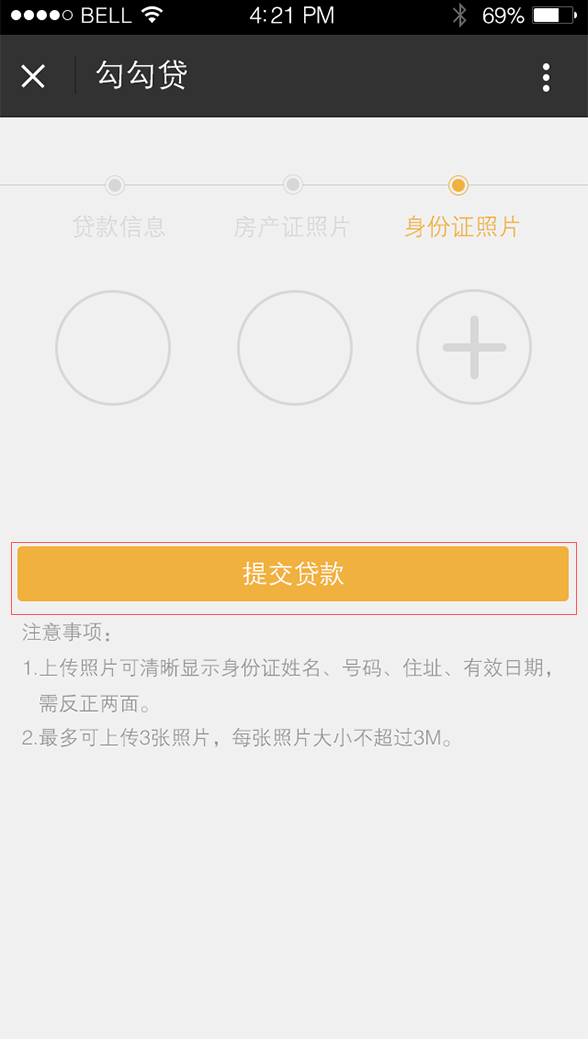 BELL 4:21 PM 69%
勾勾贷
贷款信息 房产证照片 身份证照片
提交贷款
注意事项：
1.上传照片可清晰显示身份证姓名、号码、住址、有效日期，
需反正两面。
2.最多可上传3张照片，每张照片大小不超过3M。